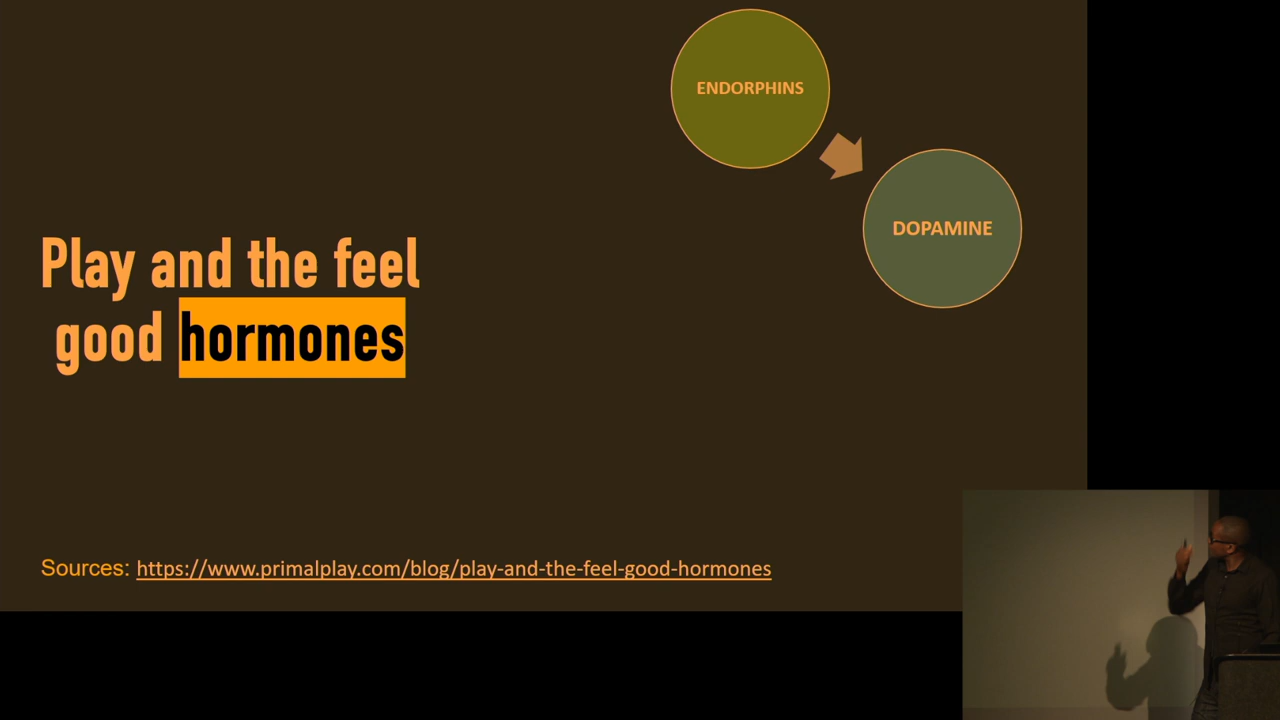 ENDORPHINS
DOPAMINE
Play and the feel
good hormones
Sources: https://www.primalplay.com/blog/play-and-the-feel-good-hormones